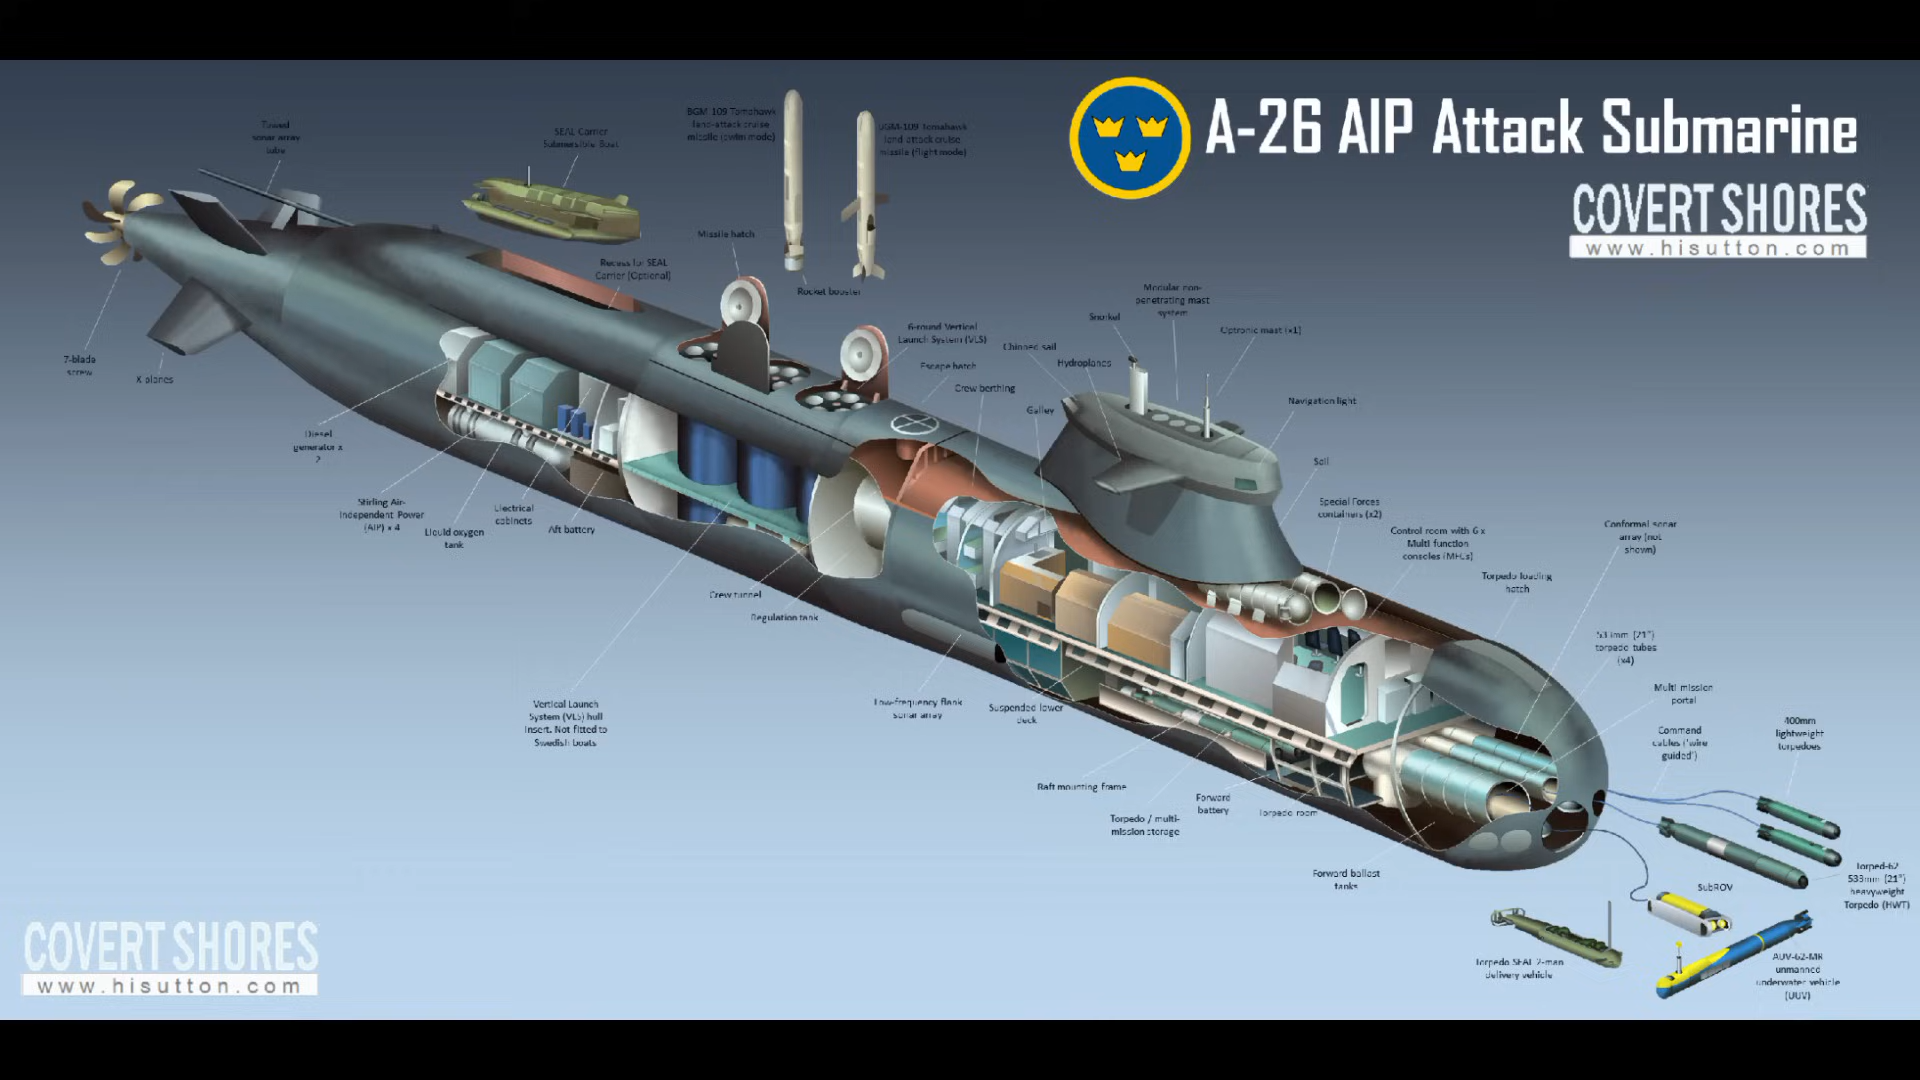 A-26 AIP Attack Submarine
COVERT SHORES
www.hisutton.com
Towed
sonar array
tube
SEAL Carrier
Submersible Boat
BGM-109 Tomahawk
land-attack cruise
missile (swim mode)
UGM-109 Tomahawk
land-attack cruise
missile (flight mode)
Missile hatch
Recess for SEAL
Carrier (Optional)
Rocket booster
6-round Vertical
Launch System (VLS)
Escape hatch
Crew berthing
Galley
Chinned sail
Hydroplanes
Snorkel
Modular non-
penetrating mast
system
Optronic mast (x1)
Navigation light
Sail
Special Forces
containers (x2)
Control room with 6 x
Multi function
consoles (MFCs)
Conformal sonar
array (not
shown)
Torpedo loading
hatch
533mm (21")
torpedo tubes
(x4)
Multi mission
portal
Command
cables ('wire
guided')
400mm
lightweight
torpedoes
7-blade
screw
X planes
Diesel
generator x
2
Stirling Air-
Independent Power
(AIP) x 4
Liquid oxygen
tank
Electrical
cabinets
Aft battery
Crew tunnel
Regulation tank
Vertical Launch
System (VLS) hull
insert. Not fitted to
Swedish boats
Low-frequency flank
sonar array
Suspended lower
deck
Raft mounting frame
Torpedo / multi-
mission storage
Forward
battery
Torpedo room
Forward ballast
tanks
Torped-62
533mm (21")
heavyweight
Torpedo (HWT)
SubROV
Torpedo SEAL 2-man
delivery vehicle
AUV-62-MR
unmanned
underwater vehicle
(UUV)
COVERT SHORES
www.hisutton.com